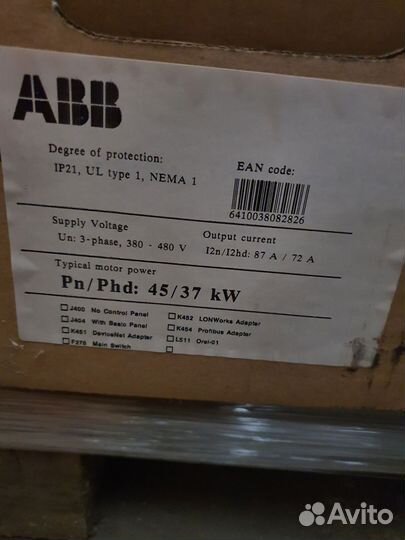 ABB
Degree of protection:
IP21, UL type 1, NEMA 1
EAN code:
6410038082826
Supply Voltage
Un: 3-phase, 380 - 480 V
Output current
I2n/I2hd: 87 A / 72 A
Typical motor power
Pn/Phd: 45/37 kW
J400 No Control Panel
J404 With Basic Panel
K451 DeviceNet Adapter
F278 Main Switch
K452 LONWorks Adapter
K454 Profibus Adapter
L511 Orel-01
Avito